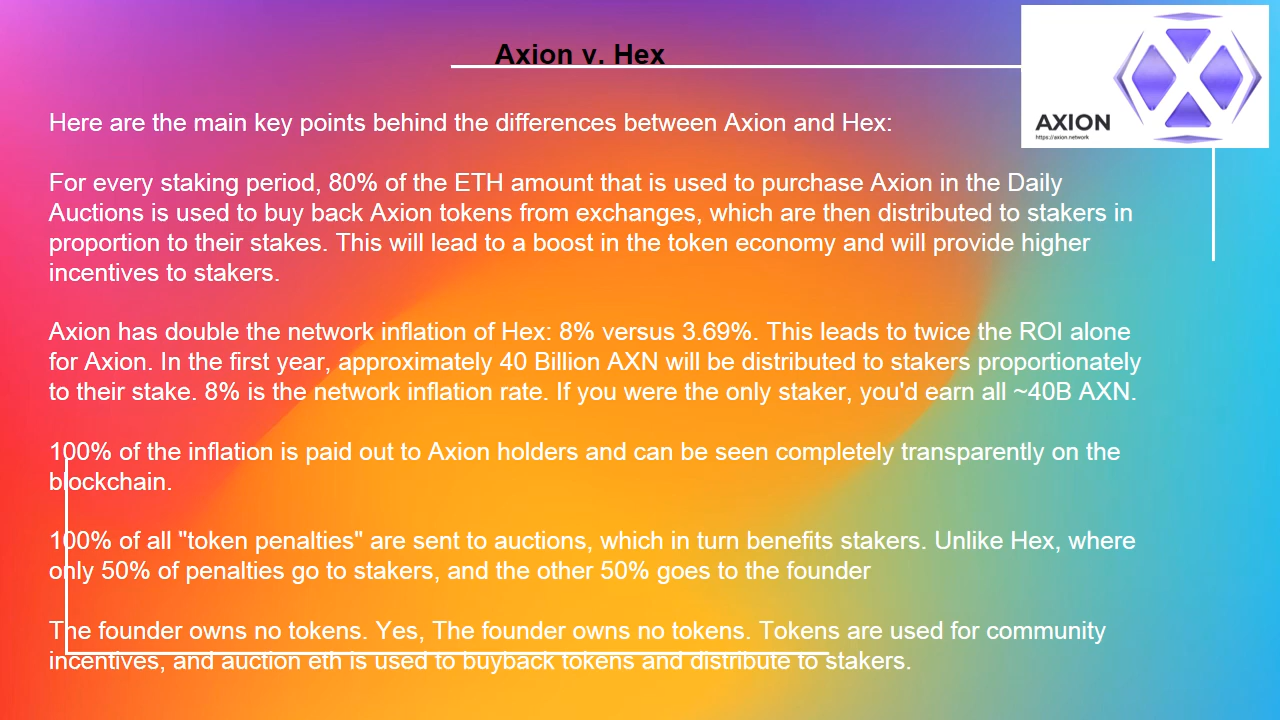 Axion v. Hex
AXION
https://axion.network
Here are the main key points behind the differences between Axion and Hex:
For every staking period, 80% of the ETH amount that is used to purchase Axion in the Daily
Auctions is used to buy back Axion tokens from exchanges, which are then distributed to stakers in
proportion to their stakes. This will lead to a boost in the token economy and will provide higher
incentives to stakers.
Axion has double the network inflation of Hex: 8% versus 3.69%. This leads to twice the ROI alone
for Axion. In the first year, approximately 40 Billion AXN will be distributed to stakers proportionately
to their stake. 8% is the network inflation rate. If you were the only staker, you'd earn all ~40B AXN.
100% of the inflation is paid out to Axion holders and can be seen completely transparently on the
blockchain.
100% of all "token penalties" are sent to auctions, which in turn benefits stakers. Unlike Hex, where
only 50% of penalties go to stakers, and the other 50% goes to the founder
The founder owns no tokens. Yes, The founder owns no tokens. Tokens are used for community
incentives, and auction eth is used to buyback tokens and distribute to stakers.